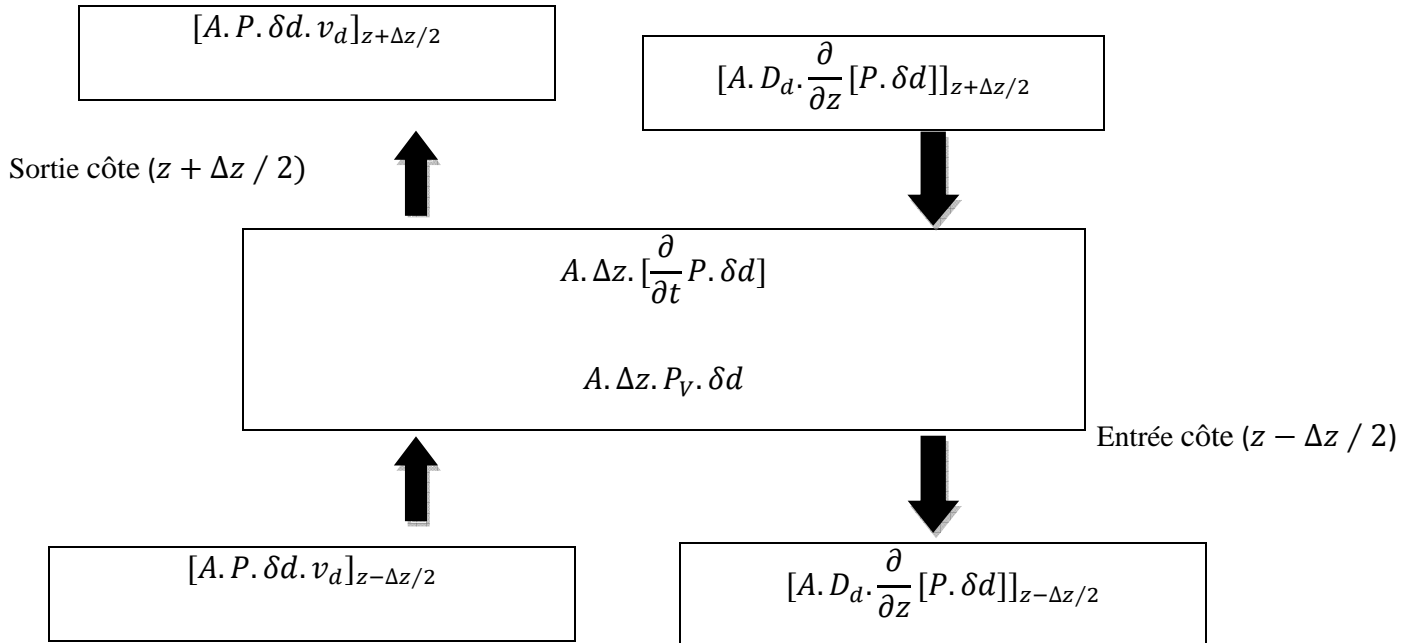 [A. P. δd. v_d]_{z+Δz/2}
[A. D_d. ∂/∂z [P. δd]]_{z+Δz/2}
Sortie côte (z + Δz / 2)
A. Δz. [∂/∂t P. δd]
A. Δz. P_V. δd
Entrée côte (z − Δz / 2)
[A. P. δd. v_d]_{z−Δz/2}
[A. D_d. ∂/∂z [P. δd]]_{z−Δz/2}